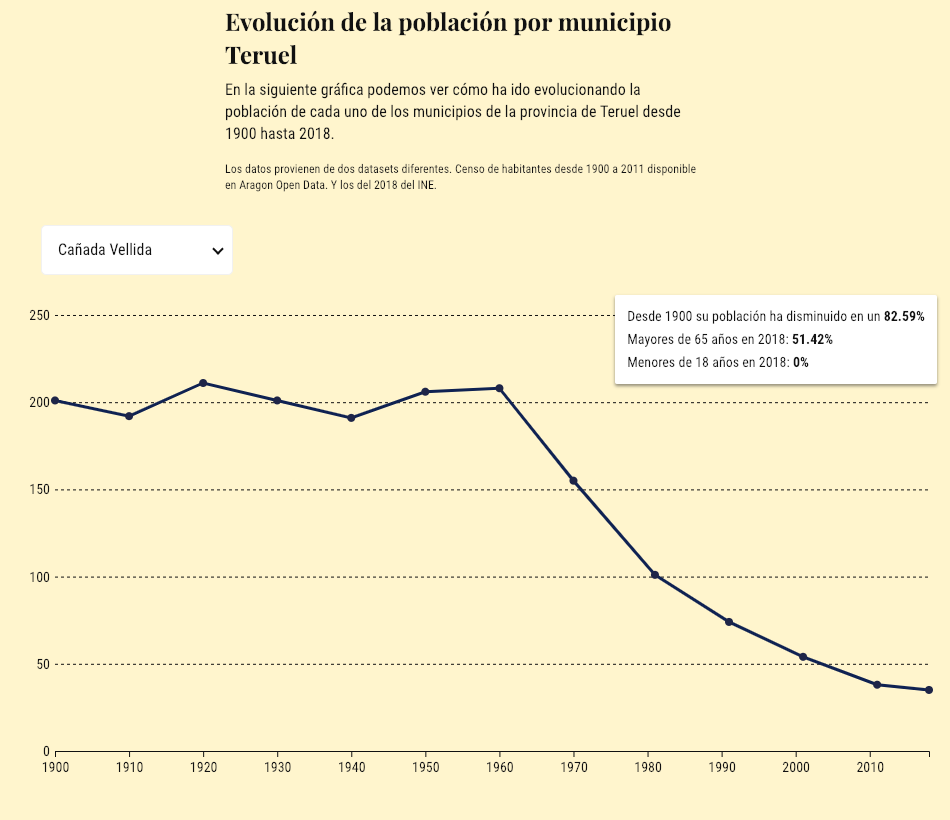 Evolución de la población por municipio
Teruel
En la siguiente gráfica podemos ver cómo ha ido evolucionando la
población de cada uno de los municipios de la provincia de Teruel desde
1900 hasta 2018.
Los datos provienen de dos datasets diferentes. Censo de habitantes desde 1900 a 2011 disponible
en Aragon Open Data. Y los del 2018 del INE.
Cañada Vellida
Desde 1900 su población ha disminuido en un 82.59%
Mayores de 65 años en 2018: 51.42%
Menores de 18 años en 2018: 0%
250
200
150
100
50
0
1900 1910 1920 1930 1940 1950 1960 1970 1980 1990 2000 2010